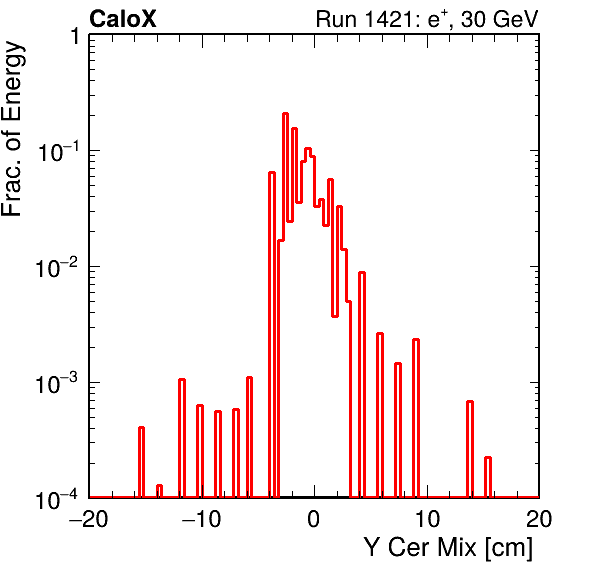 CaloX Run 1421: e⁺, 30 GeV
Frac. of Energy
1
10⁻¹
10⁻²
10⁻³
10⁻⁴
−20 −10 0 10 20
Y Cer Mix [cm]